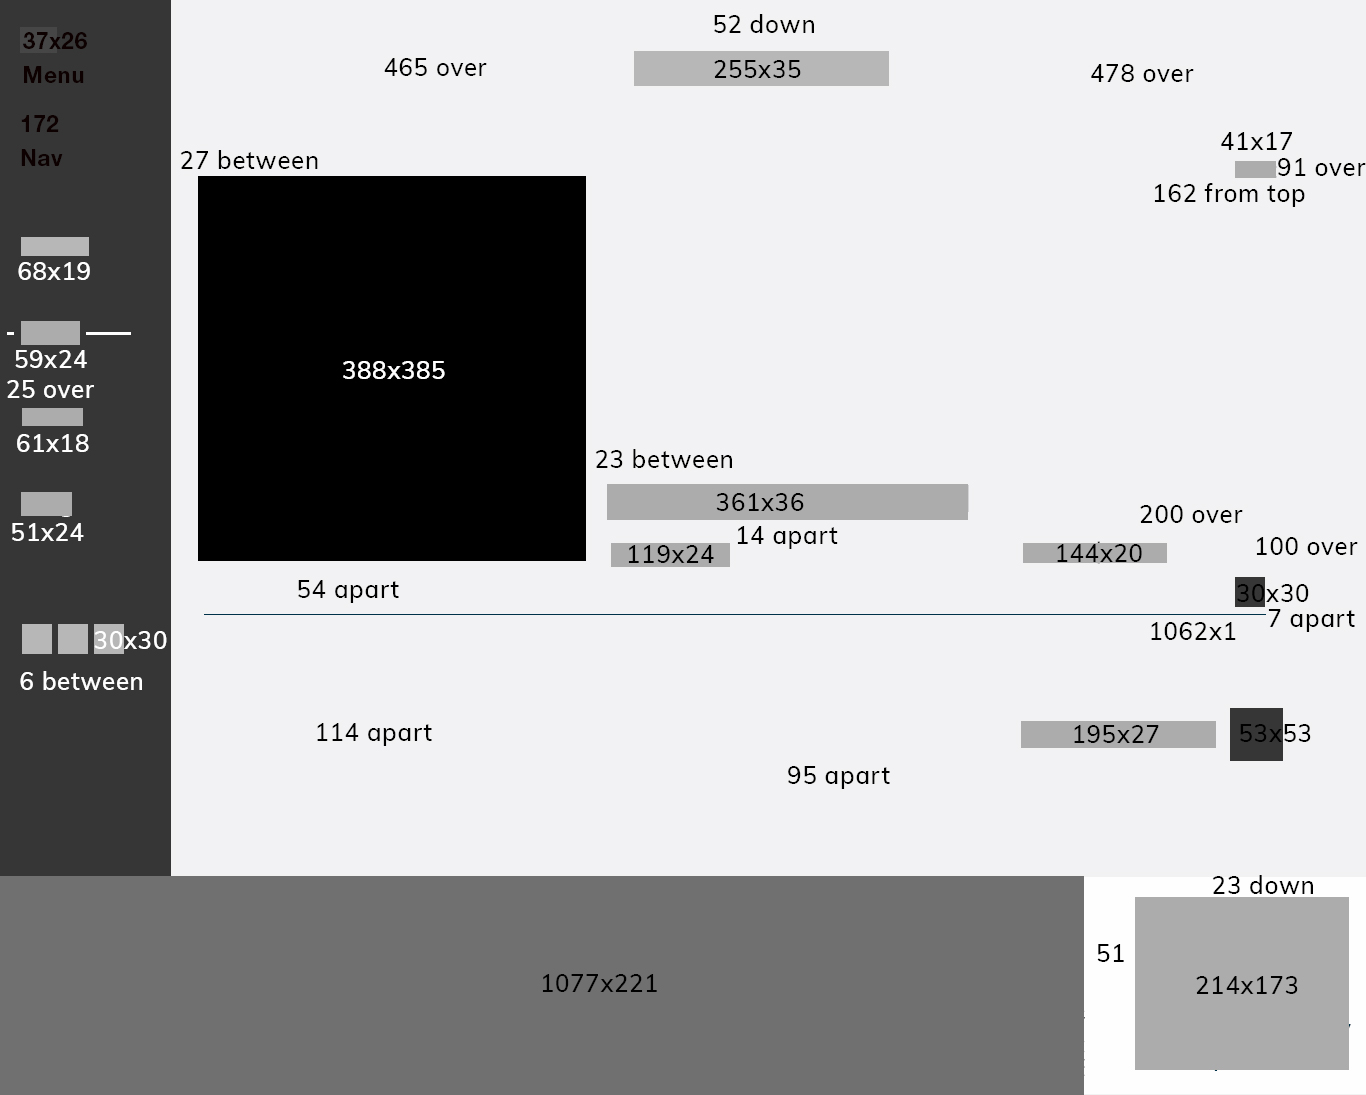 37x26
Menu
172
Nav
68x19
59x24
25 over
61x18
51x24
30x30
6 between
52 down
465 over
255x35
478 over
41x17
91 over
162 from top
27 between
388x385
23 between
361x36
14 apart
119x24
200 over
144x20
100 over
30x30
7 apart
54 apart
1062x1
114 apart
195x27
53x53
95 apart
1077x221
23 down
51
214x173